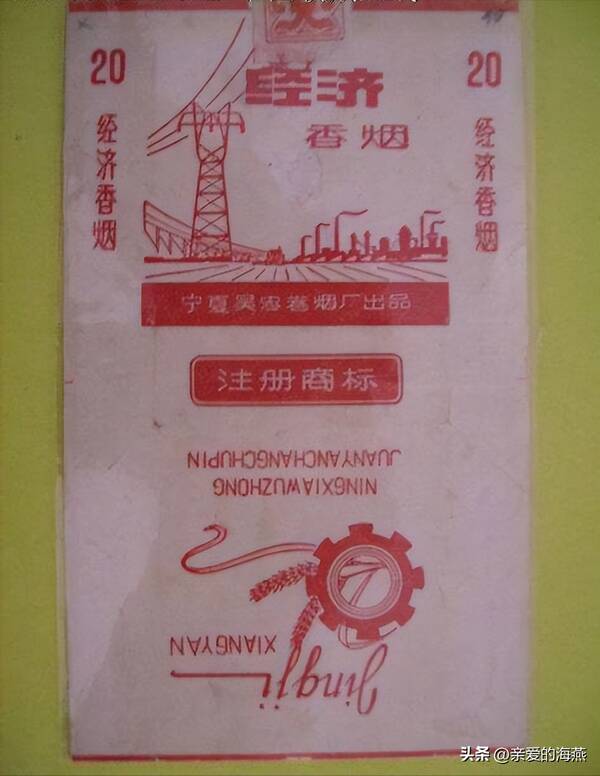 20
经济
20
香烟
经济香烟
经济香烟
宁夏吴忠卷烟厂出品
注册商标
Jingji
XIANGYAN
NINGXIAWUZHONG
JUANYANCHANGCHUPIN
头条 @亲爱的海燕